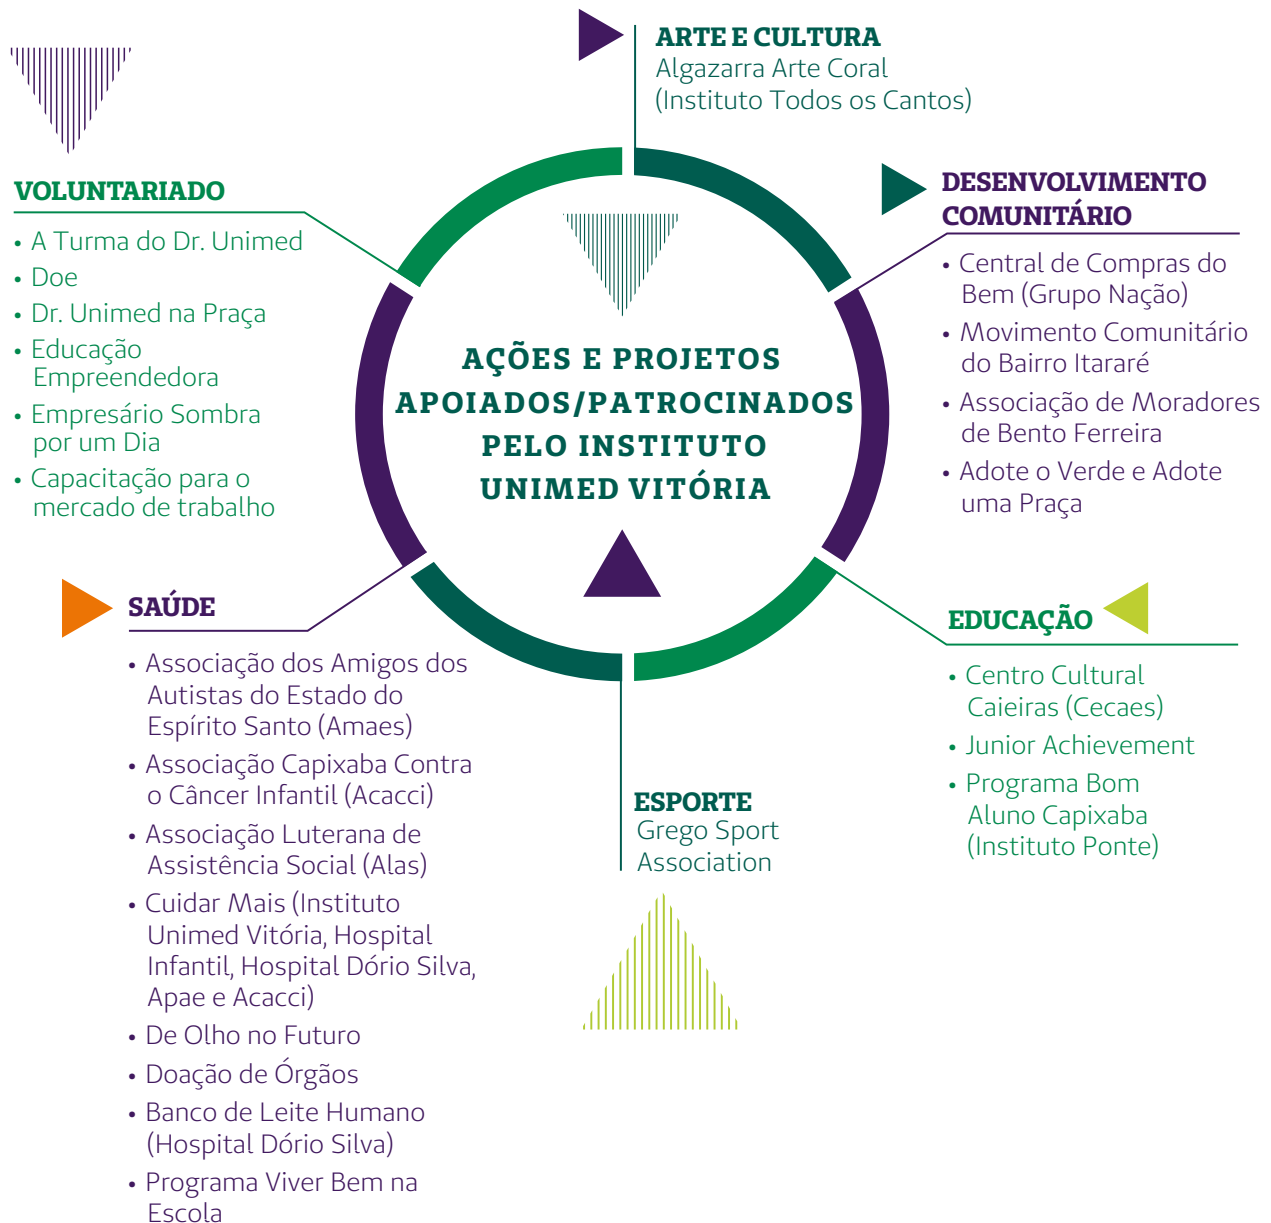 ARTE E CULTURA
Algazarra Arte Coral
(Instituto Todos os Cantos)
VOLUNTARIADO
• A Turma do Dr. Unimed
• Doe
• Dr. Unimed na Praça
• Educação
Empreendedora
• Empresário Sombra
por um Dia
• Capacitação para o
mercado de trabalho
AÇÕES E PROJETOS
APOIADOS/PATROCINADOS
PELO INSTITUTO
UNIMED VITÓRIA
DESENVOLVIMENTO
COMUNITÁRIO
• Central de Compras do
Bem (Grupo Nação)
• Movimento Comunitário
do Bairro Itararé
• Associação de Moradores
de Bento Ferreira
• Adote o Verde e Adote
uma Praça
SAÚDE
• Associação dos Amigos dos
Autistas do Estado do
Espírito Santo (Amaes)
• Associação Capixaba Contra
o Câncer Infantil (Acacci)
• Associação Luterana de
Assistência Social (Alas)
• Cuidar Mais (Instituto
Unimed Vitória, Hospital
Infantil, Hospital Dório Silva,
Apae e Acacci)
• De Olho no Futuro
• Doação de Órgãos
• Banco de Leite Humano
(Hospital Dório Silva)
• Programa Viver Bem na
Escola
ESPORTE
Grego Sport
Association
EDUCAÇÃO
• Centro Cultural
Caieiras (Cecaes)
• Junior Achievement
• Programa Bom
Aluno Capixaba
(Instituto Ponte)